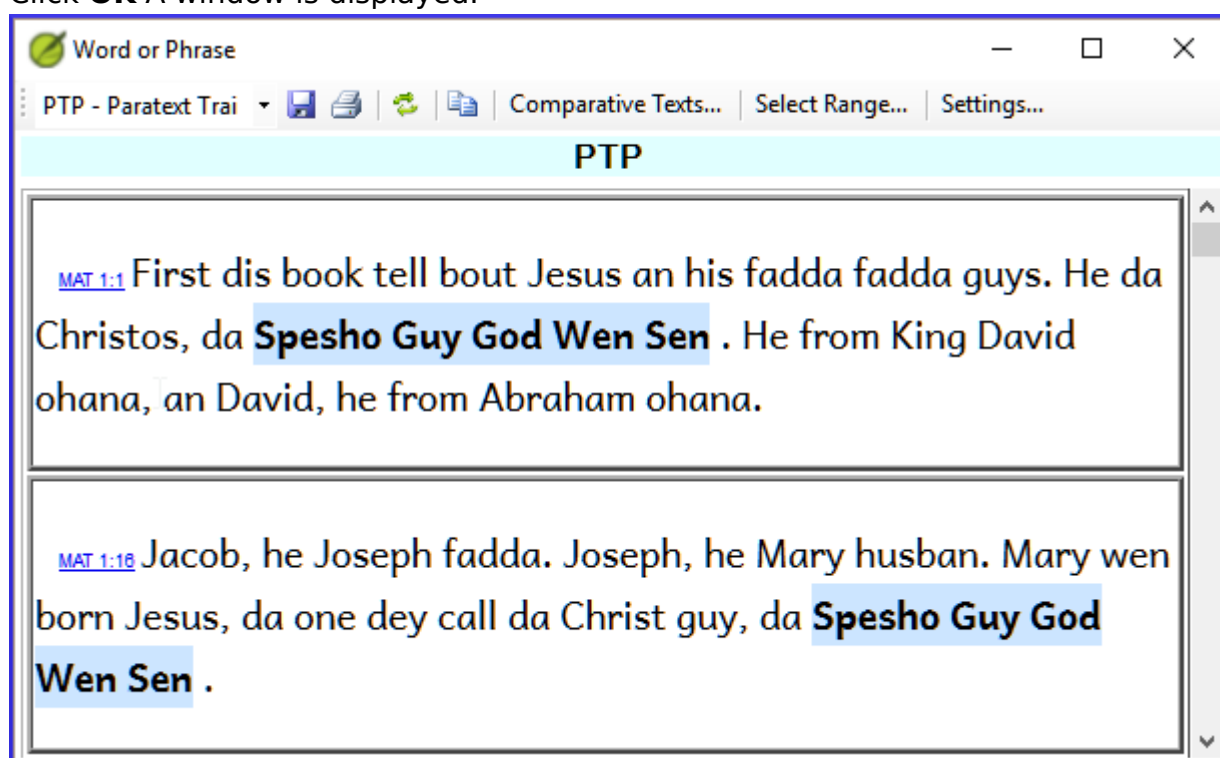 Click OK A window is displayed.
Word or Phrase
PTP - Paratext Trai Comparative Texts... Select Range... Settings...
PTP
MAT 1:1 First dis book tell bout Jesus an his fadda fadda guys. He da
Christos, da Spesho Guy God Wen Sen . He from King David
ohana, an David, he from Abraham ohana.
MAT 1:16 Jacob, he Joseph fadda. Joseph, he Mary husban. Mary wen
born Jesus, da one dey call da Christ guy, da Spesho Guy God
Wen Sen .